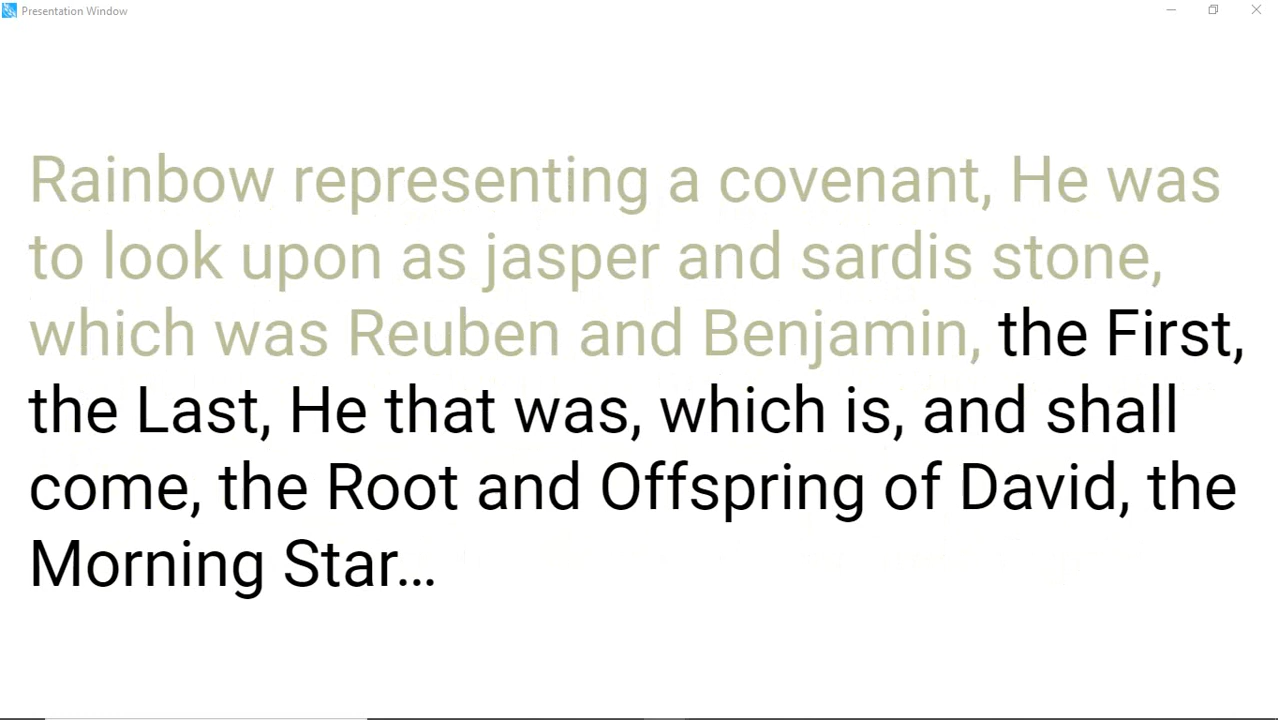 Presentation Window
Rainbow representing a covenant, He was
to look upon as jasper and sardis stone,
which was Reuben and Benjamin, the First,
the Last, He that was, which is, and shall
come, the Root and Offspring of David, the
Morning Star…